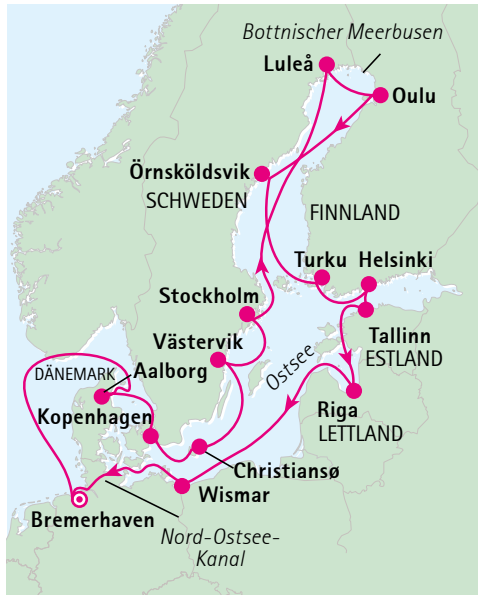 Bottnischer Meerbusen
Luleå
Oulu
Örnsköldsvik
SCHWEDEN
FINNLAND
Turku
Helsinki
Stockholm
Tallinn
ESTLAND
Västervik
Ostsee
DÄNEMARK
Aalborg
Kopenhagen
Riga
LETTLAND
Christiansø
Wismar
Bremerhaven
Nord-Ostsee-
Kanal